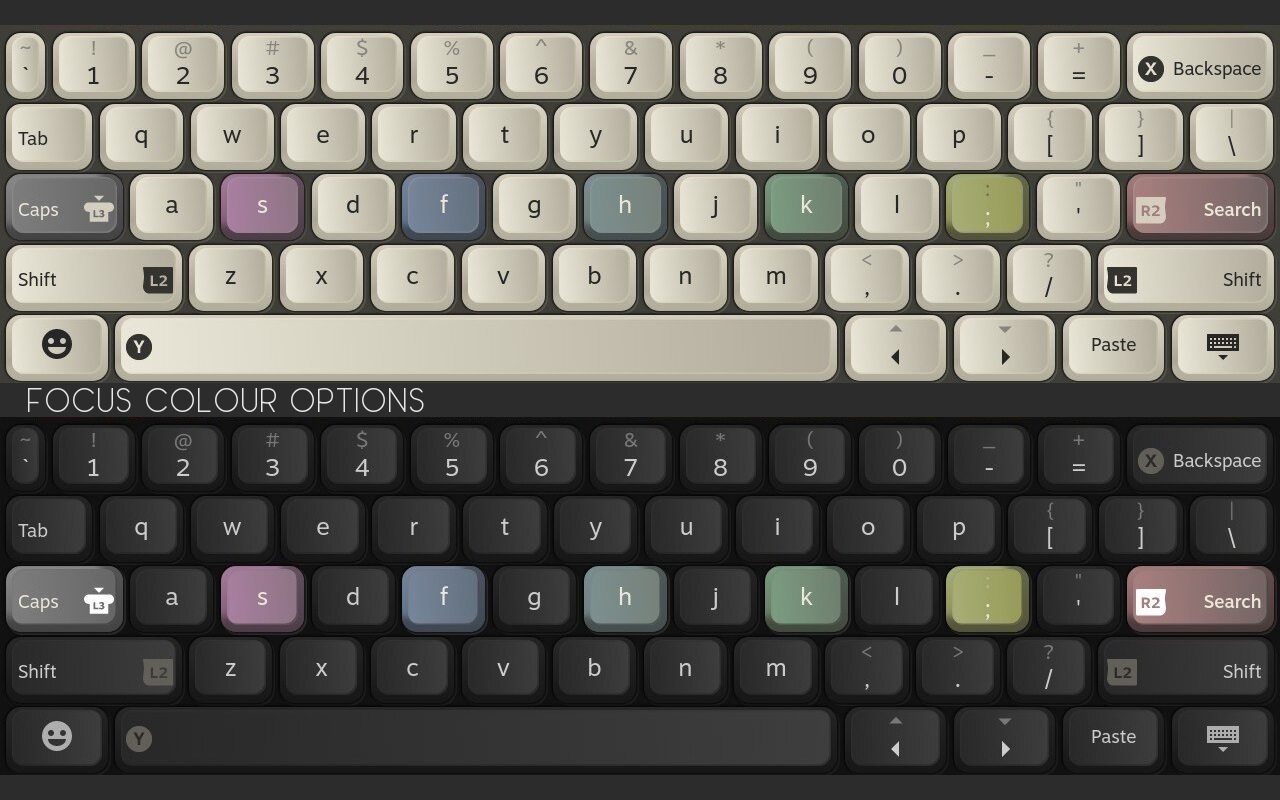 ~ ! @ # $ % ^ & * ( ) _ +
` 1 2 3 4 5 6 7 8 9 0 - = X Backspace
{ } |
Tab q w e r t y u i o p [ ] \
: "
Caps L3 a s d f g h j k l ; ' R2 Search
< > ?
Shift L2 z x c v b n m , . / L2 Shift
Y Paste
FOCUS COLOUR OPTIONS
~ ! @ # $ % ^ & * ( ) _ +
` 1 2 3 4 5 6 7 8 9 0 - = X Backspace
{ } |
Tab q w e r t y u i o p [ ] \
: "
Caps L3 a s d f g h j k l ; ' R2 Search
< > ?
Shift L2 z x c v b n m , . / L2 Shift
Y Paste